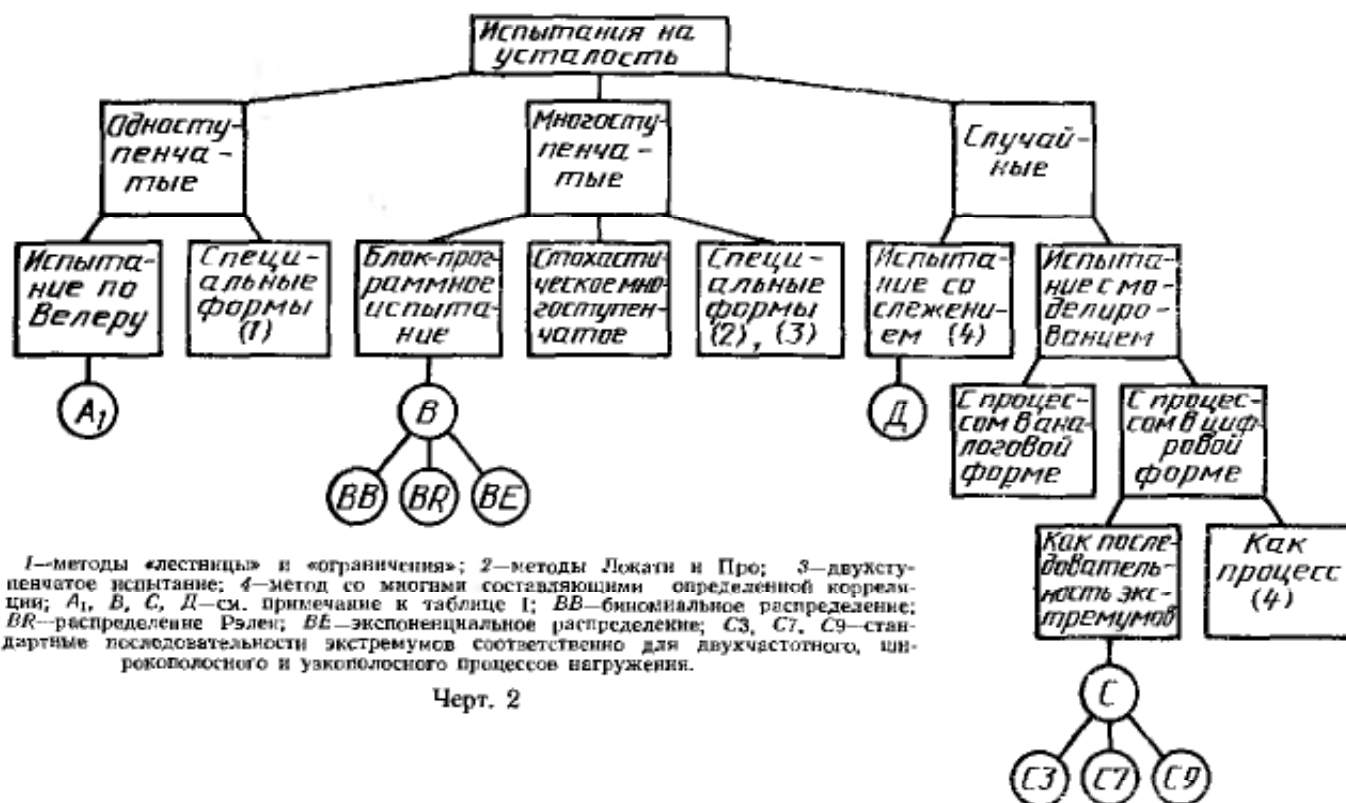 Испытания на
усталость
Односту-
пенча-
тые
Многосту-
пенча-
тые
Случай-
ные
Испыта-
ние по
Велеру
Специ-
альные
формы
(1)
Блок-прог-
раммное
испыта-
ние
Стохасти-
ческое мно-
гоступен-
чатое
Специ-
альные
формы
(2), (3)
Испыта-
ние со
слежени-
ем (4)
Испыта-
ние с мо-
делиро-
ванием
A1
B
Д
С процес-
сом в ана-
логовой
форме
С процес-
сом в циф-
ровой
форме
BB
BR
BE
Как после-
дователь-
ность экс-
тремумов
Как
процесс
(4)
C
C3
C7
C9
1—методы «лестницы» и «ограничения»; 2—методы Локати и Про; 3—двухсту-
пенчатое испытание; 4—метод со многими составляющими определенной корреля-
ции; A1, B, C, Д—см. примечание к таблице 1; BB—биномиальное распределение;
BR—распределение Рэлея; BE—экспоненциальное распределение; C3, C7, C9—стан-
дартные последовательности экстремумов соответственно для двухчастотного, ши-
рокополосного и узкополосного процессов нагружения.
Черт. 2